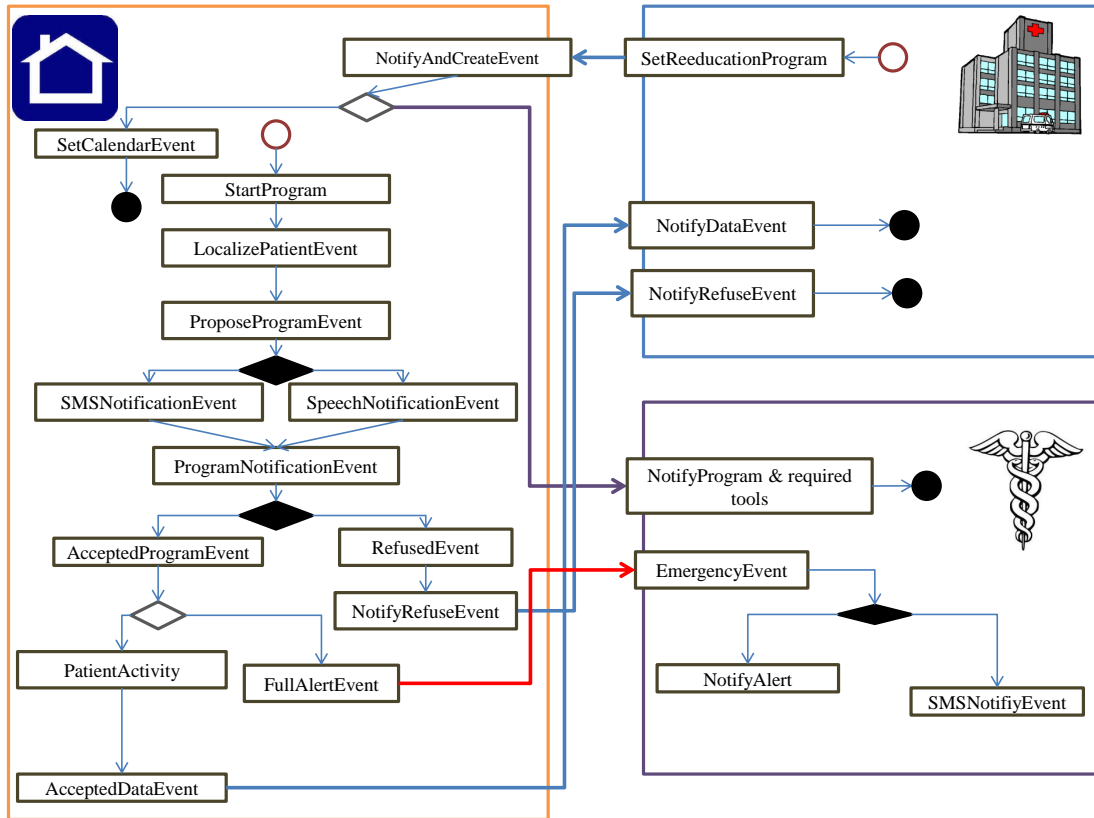 NotifyAndCreateEvent
SetReeducationProgram
SetCalendarEvent
StartProgram
LocalizePatientEvent
ProposeProgramEvent
SMSNotificationEvent
SpeechNotificationEvent
ProgramNotificationEvent
AcceptedProgramEvent
RefusedEvent
NotifyRefuseEvent
PatientActivity
FullAlertEvent
AcceptedDataEvent
NotifyDataEvent
NotifyRefuseEvent
NotifyProgram & required
tools
EmergencyEvent
NotifyAlert
SMSNotifiyEvent